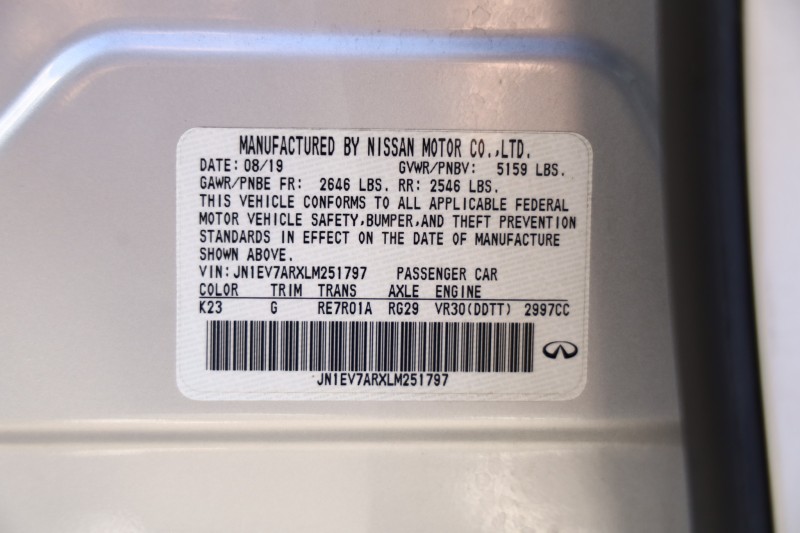 MANUFACTURED BY NISSAN MOTOR CO.,LTD.
DATE: 08/19 GVWR/PNBV: 5159 LBS.
GAWR/PNBE FR: 2646 LBS. RR: 2546 LBS.
THIS VEHICLE CONFORMS TO ALL APPLICABLE FEDERAL
MOTOR VEHICLE SAFETY,BUMPER,AND THEFT PREVENTION
STANDARDS IN EFFECT ON THE DATE OF MANUFACTURE
SHOWN ABOVE.
VIN:JN1EV7ARXLM251797 PASSENGER CAR
COLOR TRIM TRANS AXLE ENGINE
K23 G RE7R01A RG29 VR30(DDTT) 2997CC
JN1EV7ARXLM251797